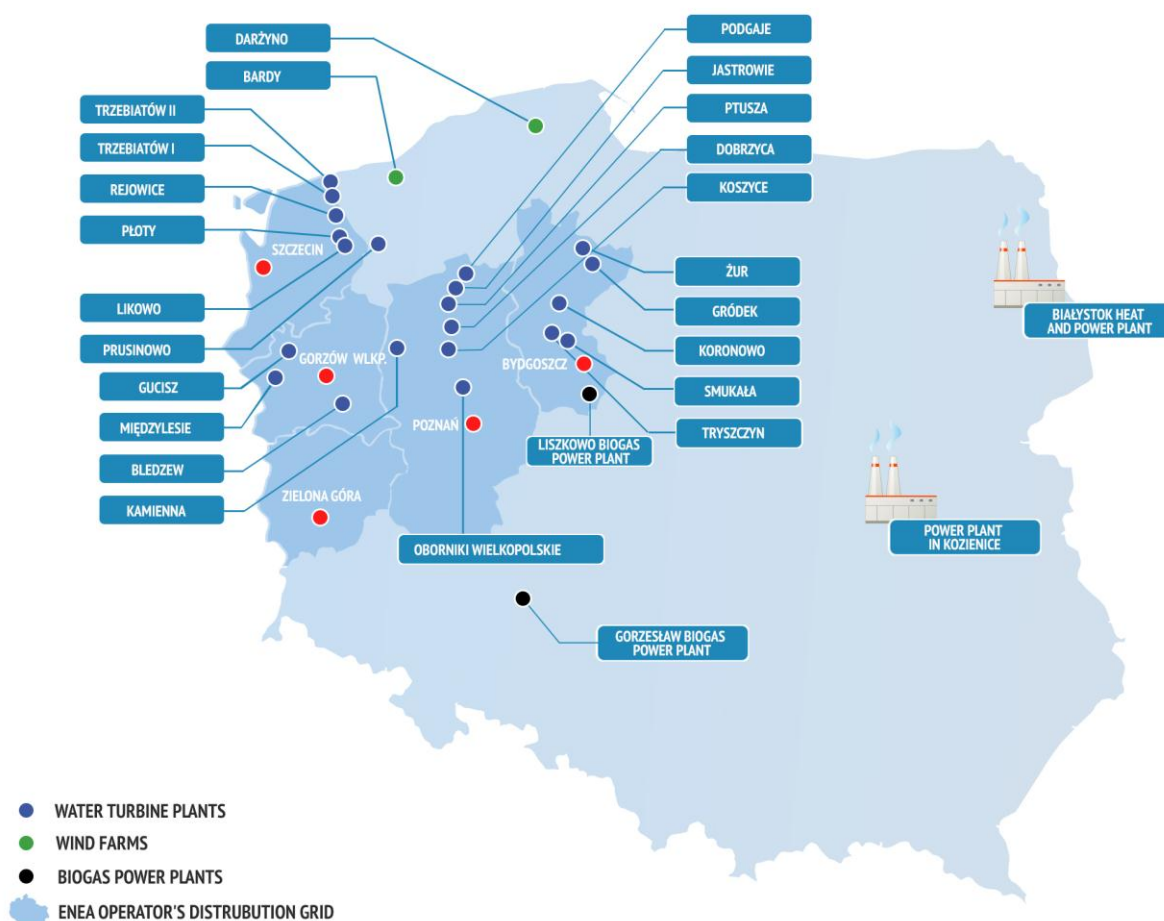 DARŻYNO
BARDY
TRZEBIATÓW II
TRZEBIATÓW I
REJOWICE
PŁOTY
LIKOWO
PRUSINOWO
GUCISZ
MIĘDZYLESIE
BLEDZEW
KAMIENNA
PODGAJE
JASTROWIE
PTUSZA
DOBRZYCA
KOSZYCE
ŻUR
GRÓDEK
KORONOWO
SMUKAŁA
TRYSZCZYN
SZCZECIN
GORZÓW WLKP.
BYDGOSZCZ
POZNAŃ
ZIELONA GÓRA
LISZKOWO BIOGAS
POWER PLANT
OBORNIKI WIELKOPOLSKIE
GORZESŁAW BIOGAS
POWER PLANT
BIAŁYSTOK HEAT
AND POWER PLANT
POWER PLANT
IN KOZIENICE
WATER TURBINE PLANTS
WIND FARMS
BIOGAS POWER PLANTS
ENEA OPERATOR'S DISTRUBUTION GRID